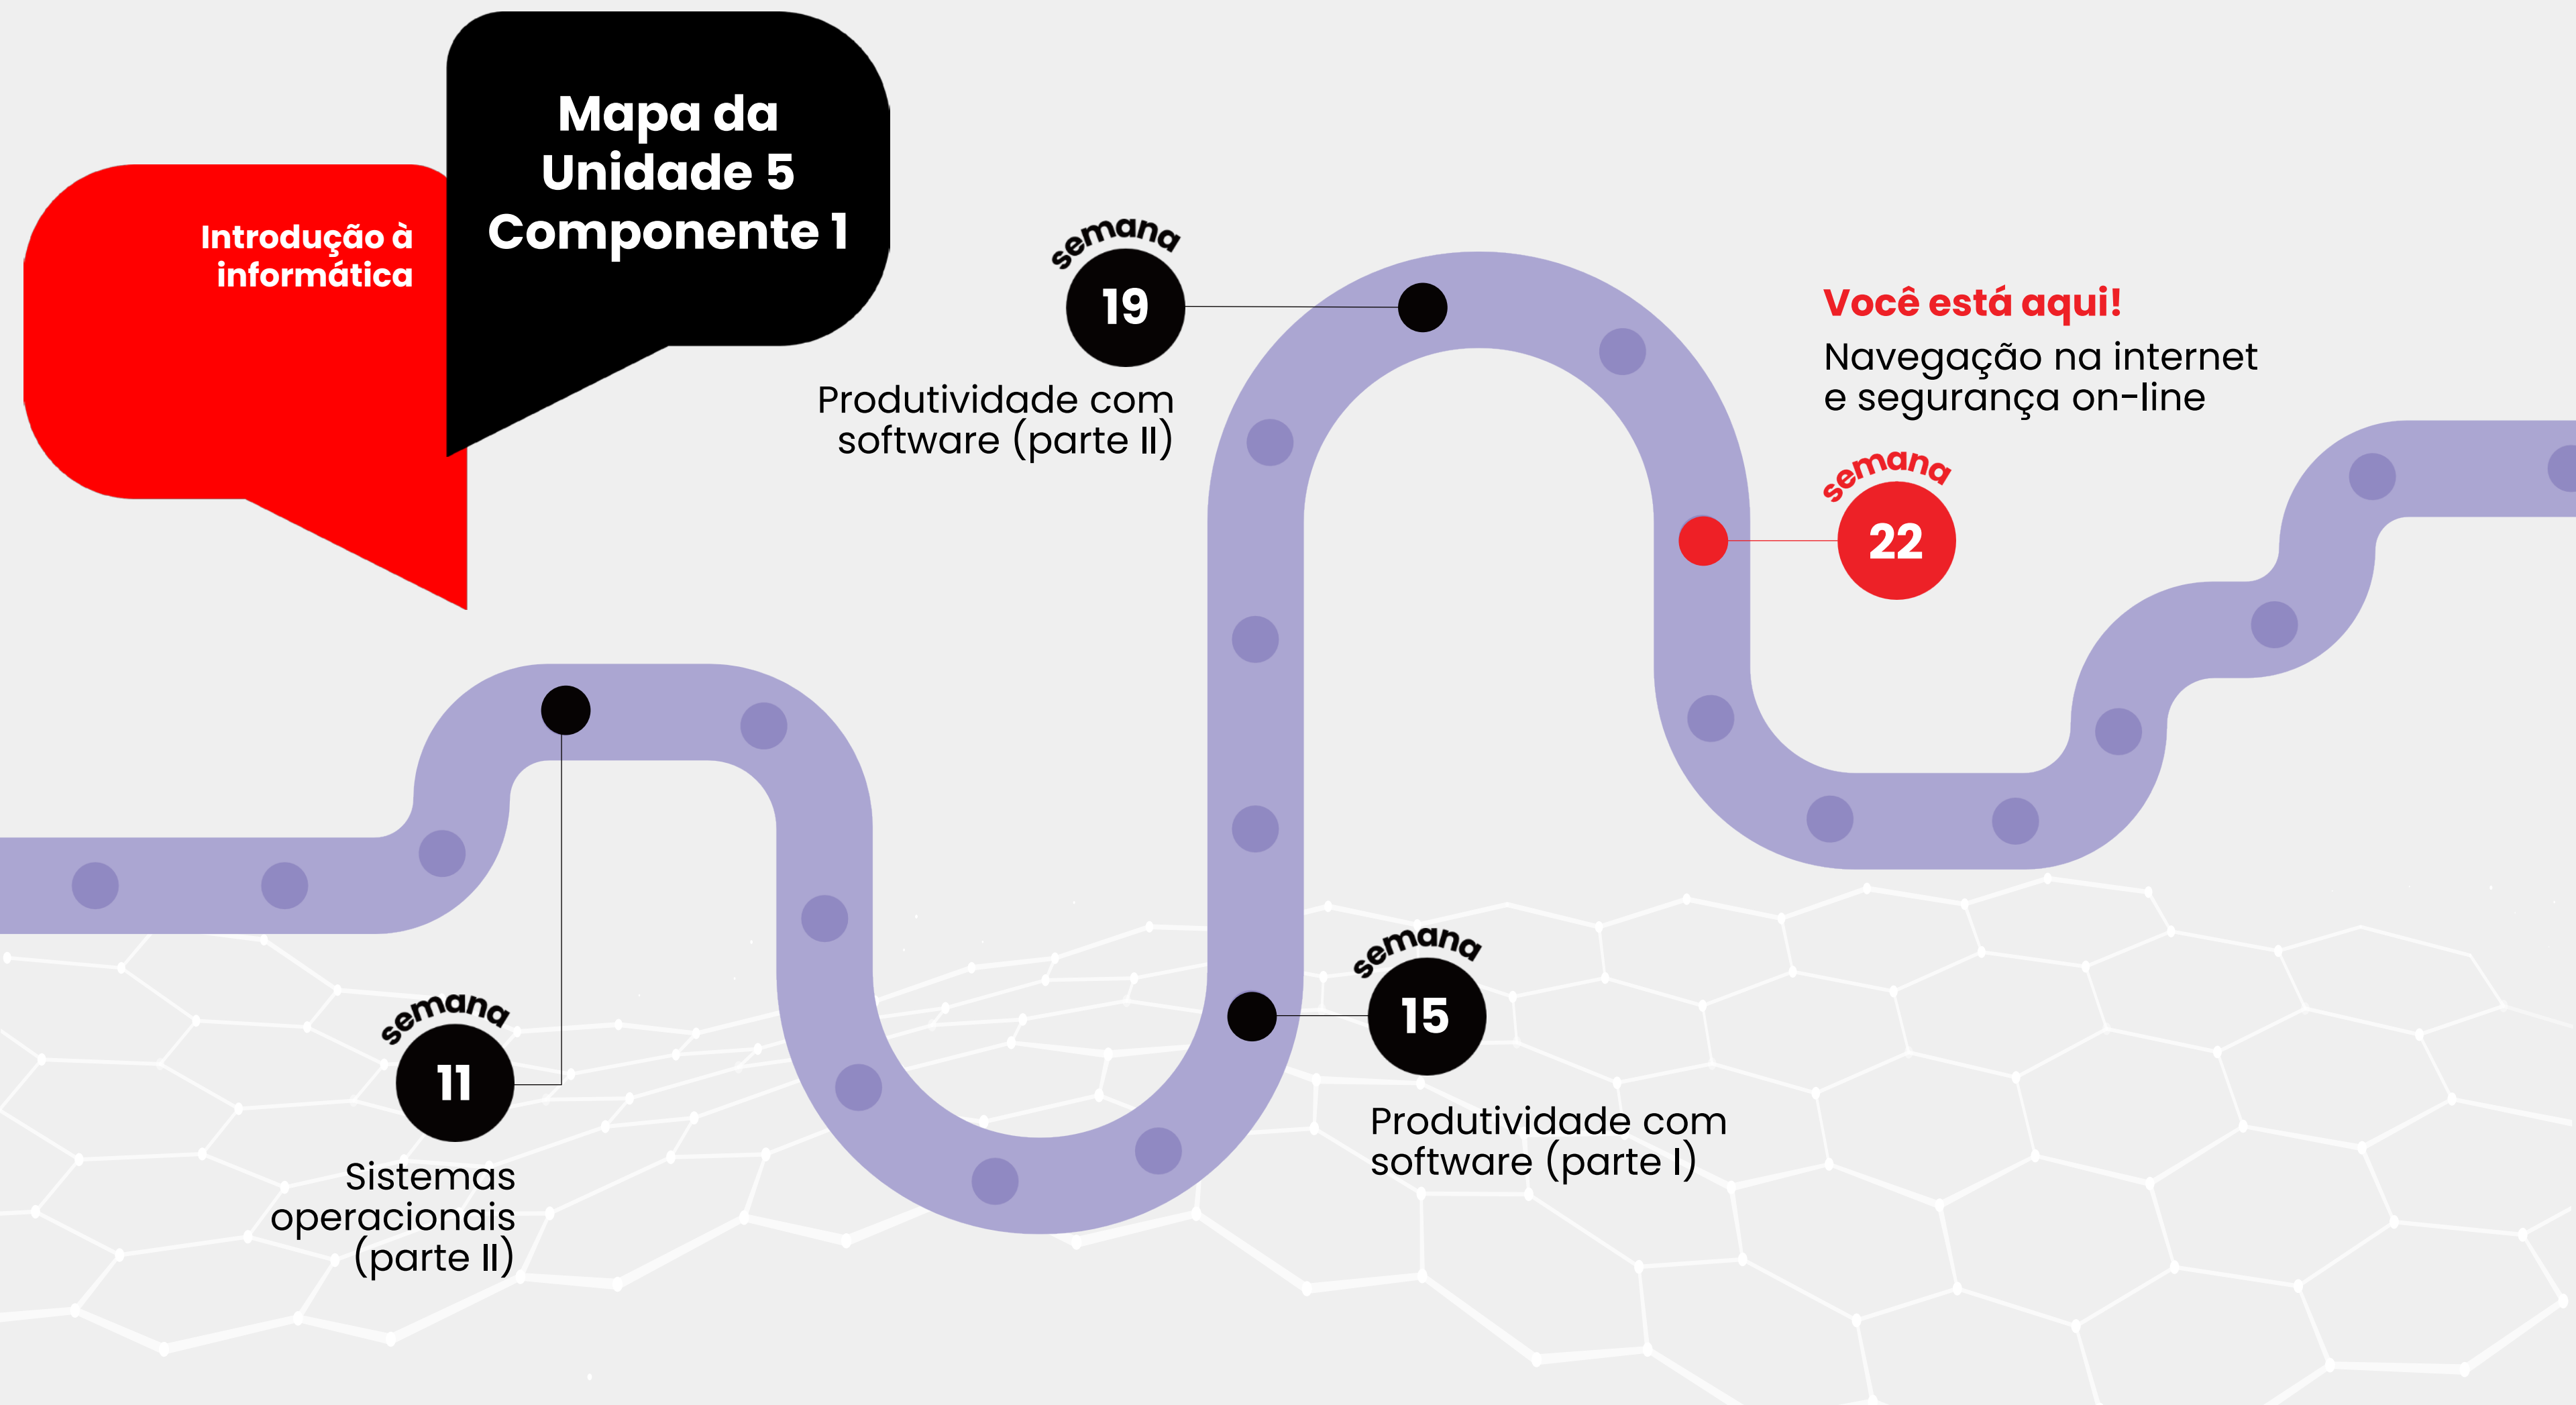 Mapa da
Unidade 5
Componente 1
Introdução à
informática
semana
19
Produtividade com
software (parte II)
Você está aqui!
Navegação na internet
e segurança on-line
semana
22
semana
15
Produtividade com
software (parte I)
semana
11
Sistemas
operacionais
(parte II)